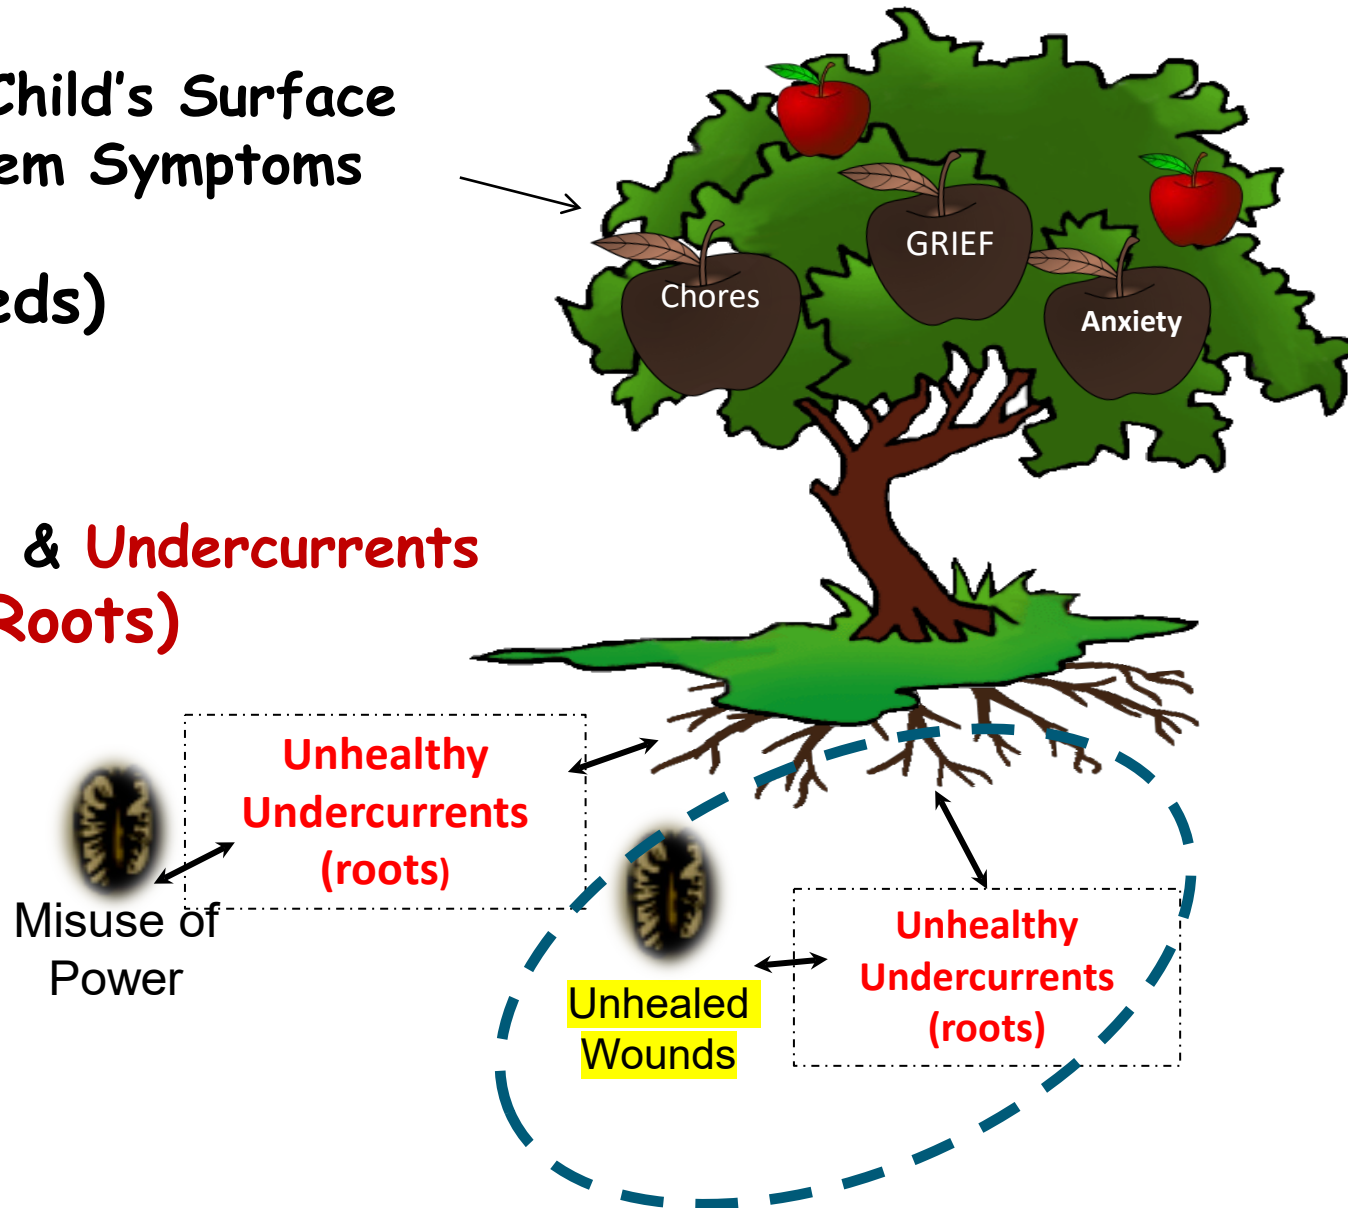 Child's Surface
em Symptoms
eds)
& Undercurrents
Roots)
GRIEF
Chores
Anxiety
Unhealthy
Undercurrents
(roots)
Misuse of
Power
Unhealed
Wounds
Unhealthy
Undercurrents
(roots)